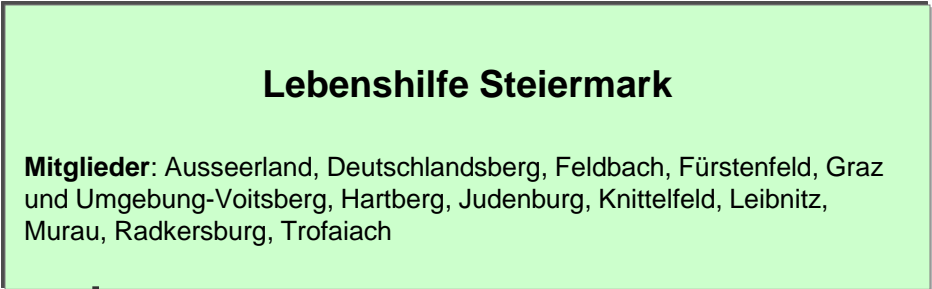 Lebenshilfe Steiermark
Mitglieder: Ausseerland, Deutschlandsberg, Feldbach, Fürstenfeld, Graz
und Umgebung-Voitsberg, Hartberg, Judenburg, Knittelfeld, Leibnitz,
Murau, Radkersburg, Trofaiach